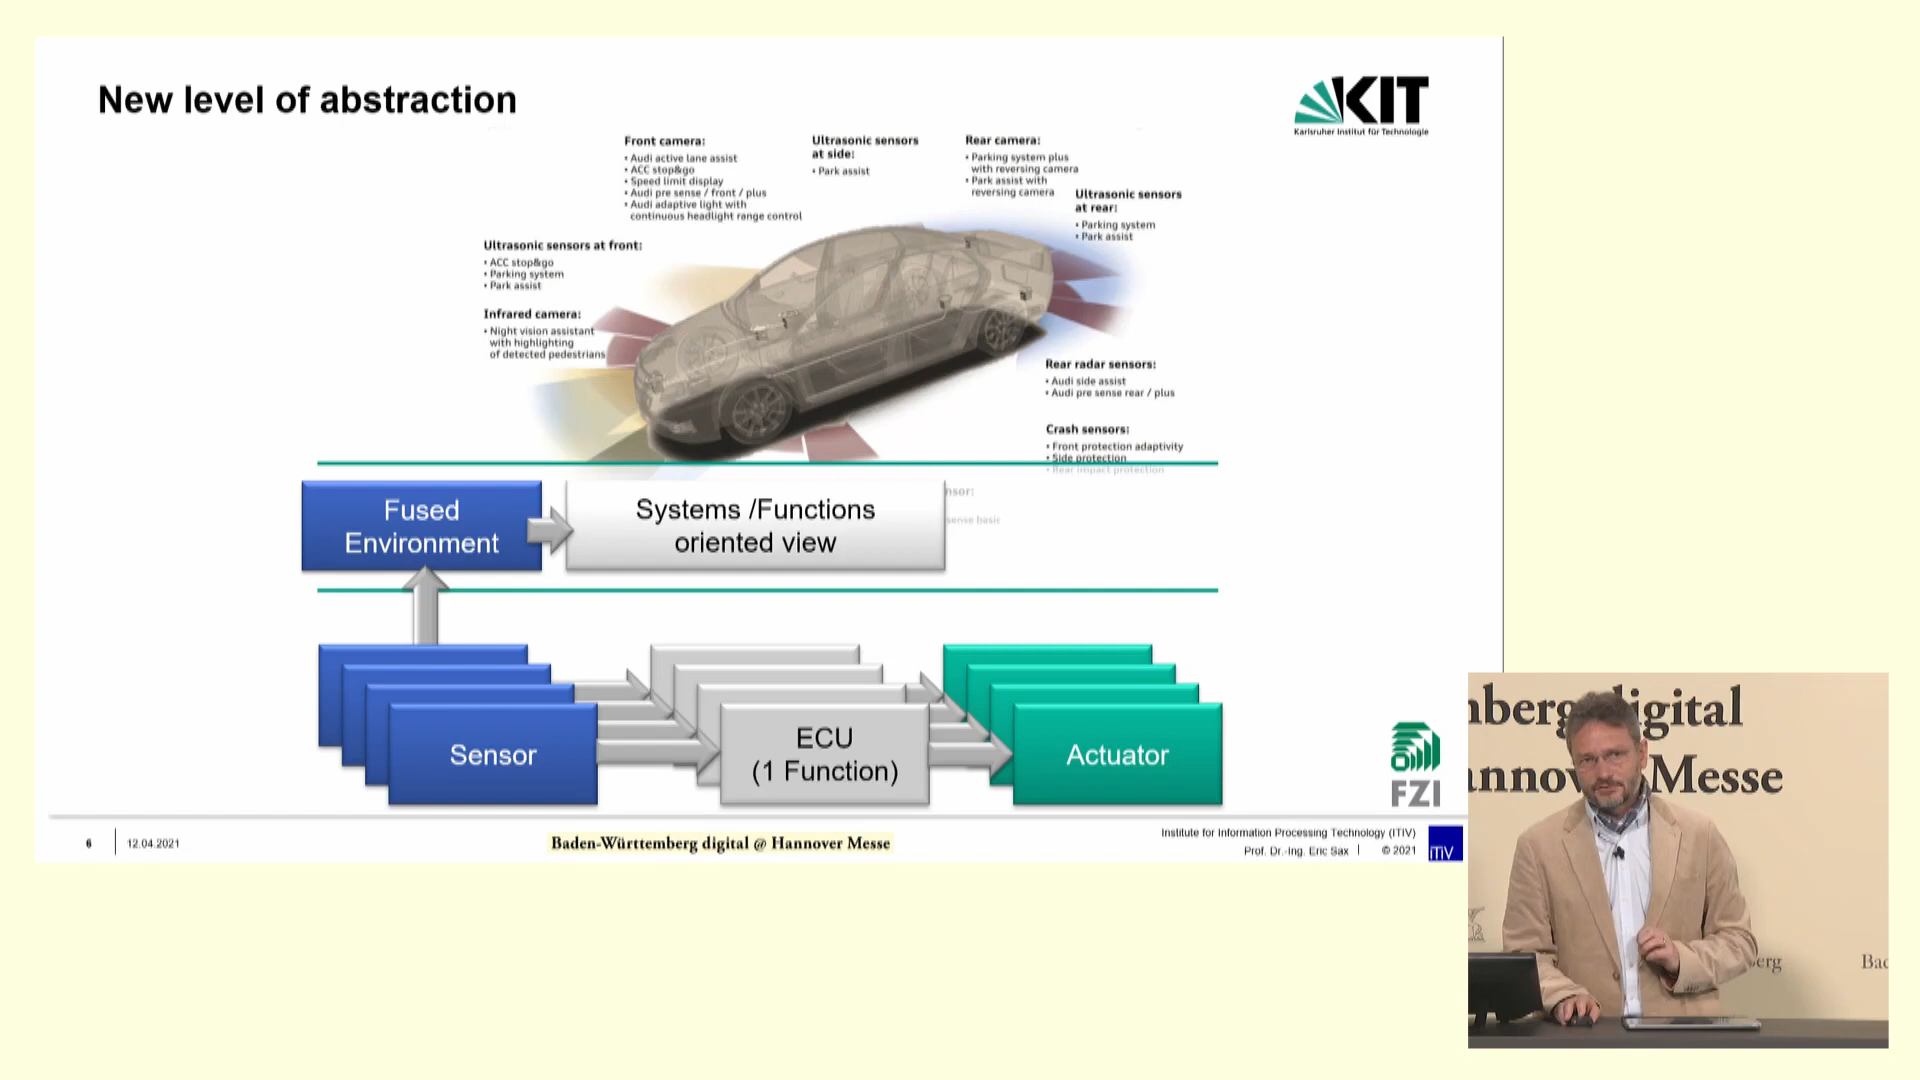 New level of abstraction
KIT
Karlsruher Institut für Technologie
Front camera:
• Audi active lane assist
• ACC stop&go
• Speed limit display
• Audi pre sense / front / plus
• Audi adaptive light with
continuous headlight range control
Ultrasonic sensors
at side:
• Park assist
Rear camera:
• Parking system plus
with reversing camera
• Park assist with
reversing camera
Ultrasonic sensors
at rear:
• Parking system
• Park assist
Ultrasonic sensors at front:
• ACC stop&go
• Parking system
• Park assist
Infrared camera:
• Night vision assistant
with highlighting
of detected pedestrians
Rear radar sensors:
• Audi side assist
• Audi pre sense rear / plus
Crash sensors:
• Front protection adaptivity
• Side protection
• Rear impact protection
nsor:
sense basic
Fused
Environment
Systems /Functions
oriented view
Sensor
ECU
(1 Function)
Actuator
FZI
6
12.04.2021
Baden-Württemberg digital @ Hannover Messe
Institute for Information Processing Technology (ITIV)
Prof. Dr.-Ing. Eric Sax | © 2021
ITIV
nberg digital
annover Messe
erg
Bad